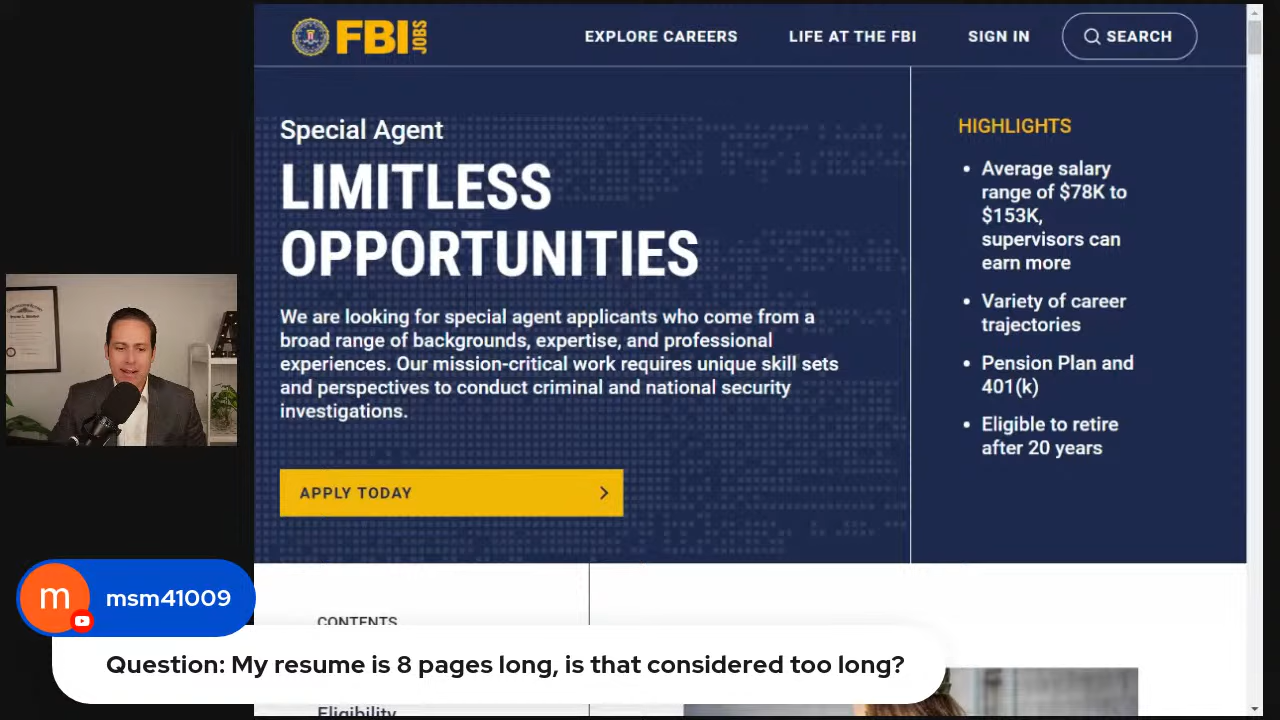 FBI JOBS
EXPLORE CAREERS
LIFE AT THE FBI
SIGN IN
SEARCH
Special Agent
LIMITLESS
OPPORTUNITIES
We are looking for special agent applicants who come from a
broad range of backgrounds, expertise, and professional
experiences. Our mission-critical work requires unique skill sets
and perspectives to conduct criminal and national security
investigations.
APPLY TODAY
HIGHLIGHTS
• Average salary
range of $78K to
$153K,
supervisors can
earn more
• Variety of career
trajectories
• Pension Plan and
401(k)
• Eligible to retire
after 20 years
CONTENTS
m
msm41009
Question: My resume is 8 pages long, is that considered too long?
Eligibility